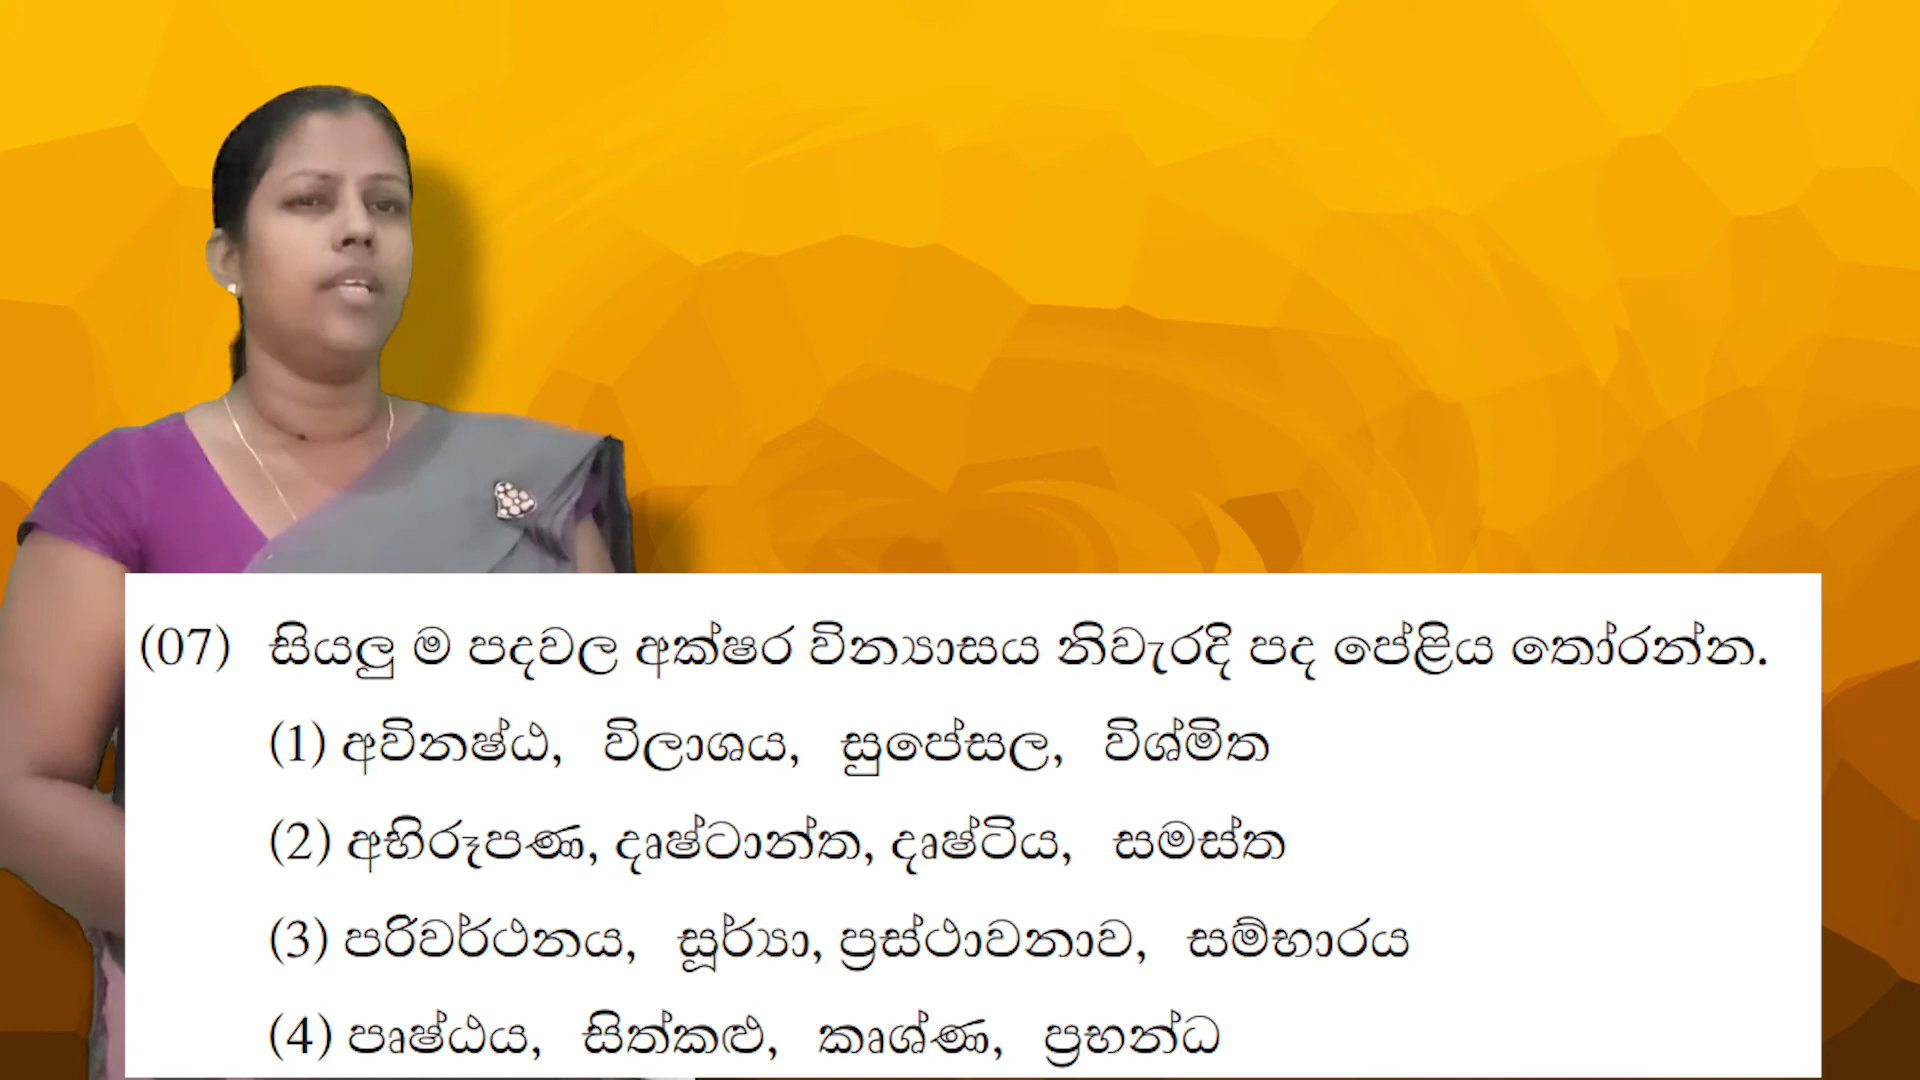 (07) සියලු ම පදවල අක්ෂර වින්‍යාසය නිවැරදි පද පේළිය තෝරන්න.
(1) අවිනෂ්ඨ, විලාශය, සුපේසල, විශ්මිත
(2) අභිරූපණ, දෘෂ්ටාන්ත, දෘෂ්ටිය, සමස්ත
(3) පරිවර්ථනය, සූර්‍ය්‍යා, ප්‍රස්ථාවනාව, සම්භාරය
(4) පෘෂ්ඨය, සිත්කළු, කෘශ්ණ, ප්‍රභන්ධ